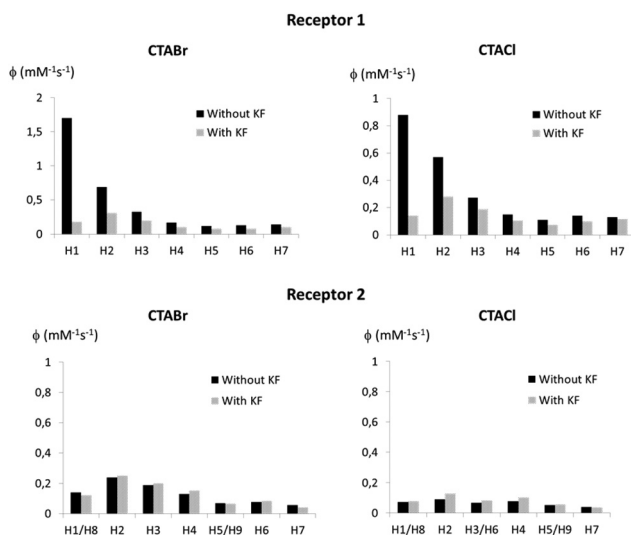 Receptor 1
CTABr
CTACl
ϕ (mM⁻¹s⁻¹)
2
1,5
1
0,5
0
Without KF
With KF
H1 H2 H3 H4 H5 H6 H7
ϕ (mM⁻¹s⁻¹)
1
0,8
0,6
0,4
0,2
0
Without KF
With KF
H1 H2 H3 H4 H5 H6 H7
Receptor 2
CTABr
CTACl
ϕ (mM⁻¹s⁻¹)
1
0,8
0,6
0,4
0,2
0
Without KF
With KF
H1/H8 H2 H3 H4 H5/H9 H6 H7
ϕ (mM⁻¹s⁻¹)
1
0,8
0,6
0,4
0,2
0
Without KF
With KF
H1/H8 H2 H3/H6 H4 H5/H9 H7